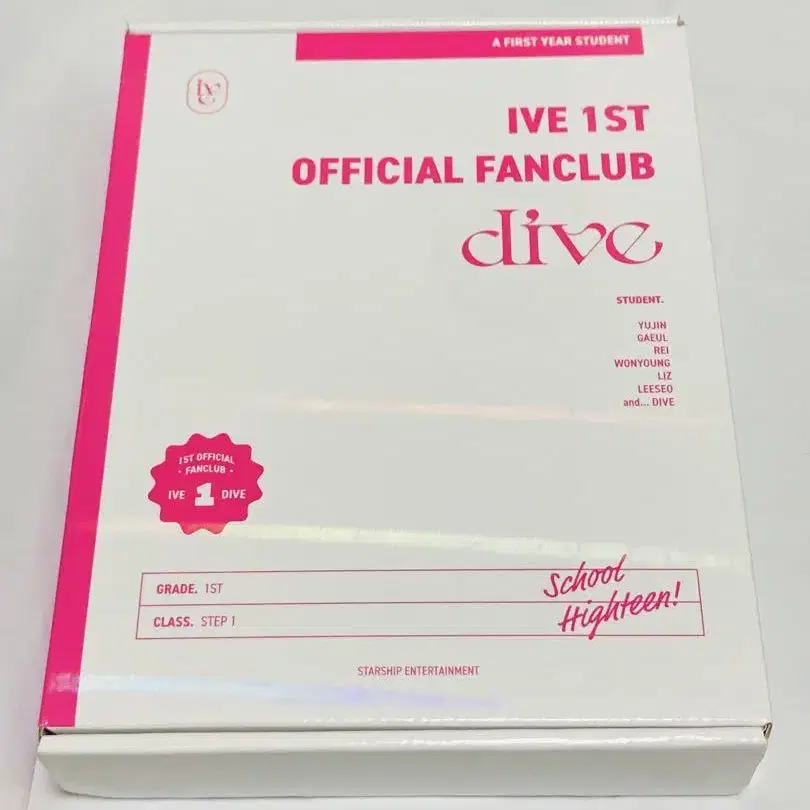 A FIRST YEAR STUDENT
ive
IVE 1ST
OFFICIAL FANCLUB
dive
STUDENT.
YUJIN
GAEUL
REI
WONYOUNG
LIZ
LEESEO
and... DIVE
1ST OFFICIAL
• FANCLUB •
IVE 1 DIVE
GRADE. 1ST
CLASS. STEP 1
School
Highteen!
STARSHIP ENTERTAINMENT